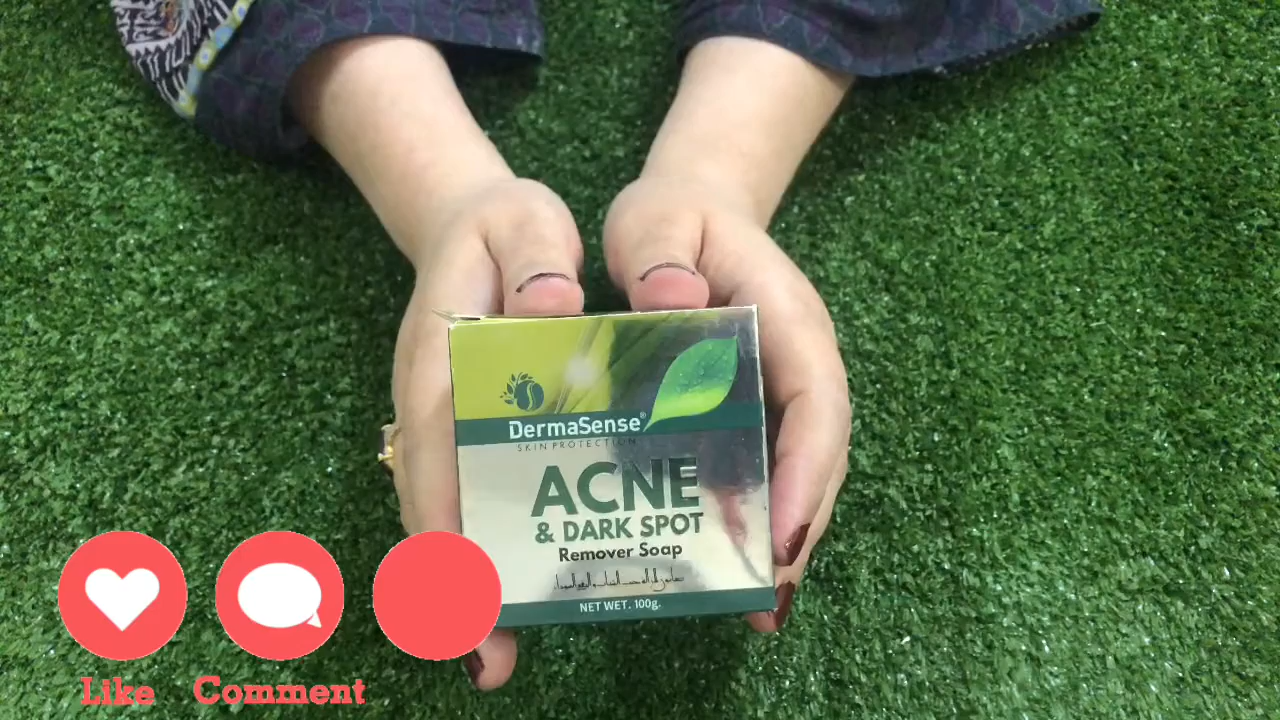 DermaSense®
SKIN PROTECTION
ACNE
& DARK SPOT
Remover Soap
NET WET. 100g.
Like Comment